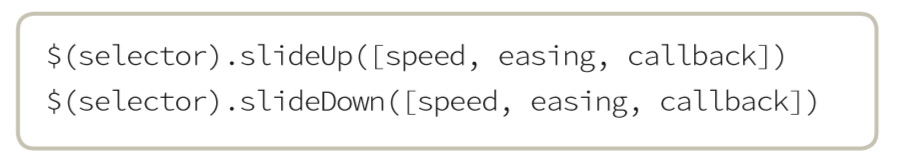 $(selector).slideUp([speed, easing, callback])
$(selector).slideDown([speed, easing, callback])